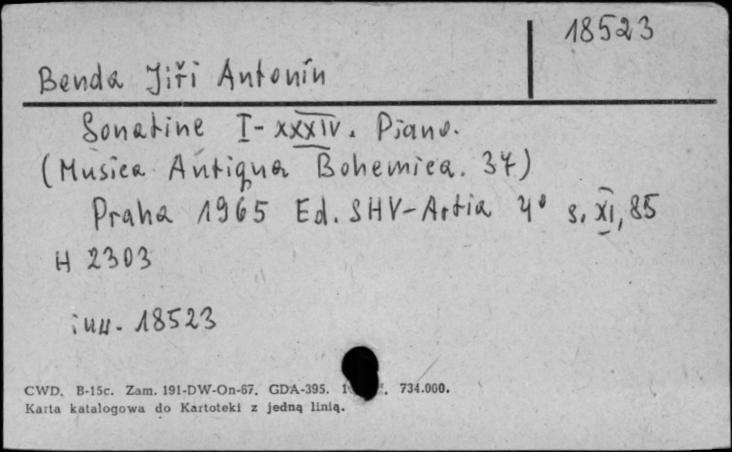 18523
Benda Jiři Antonín
Sonatine I-XXXIV. Piano.
(Musica Antiqua Bohemica. 37)
Praha 1965 Ed. SHV-Artia 4° s. XI, 85
H 2303
inw. 18523
CWD. B-15c. Zam. 191-DW-On-67. GDA-395. 734.000.
Karta katalogowa do Kartoteki z jedną linią.